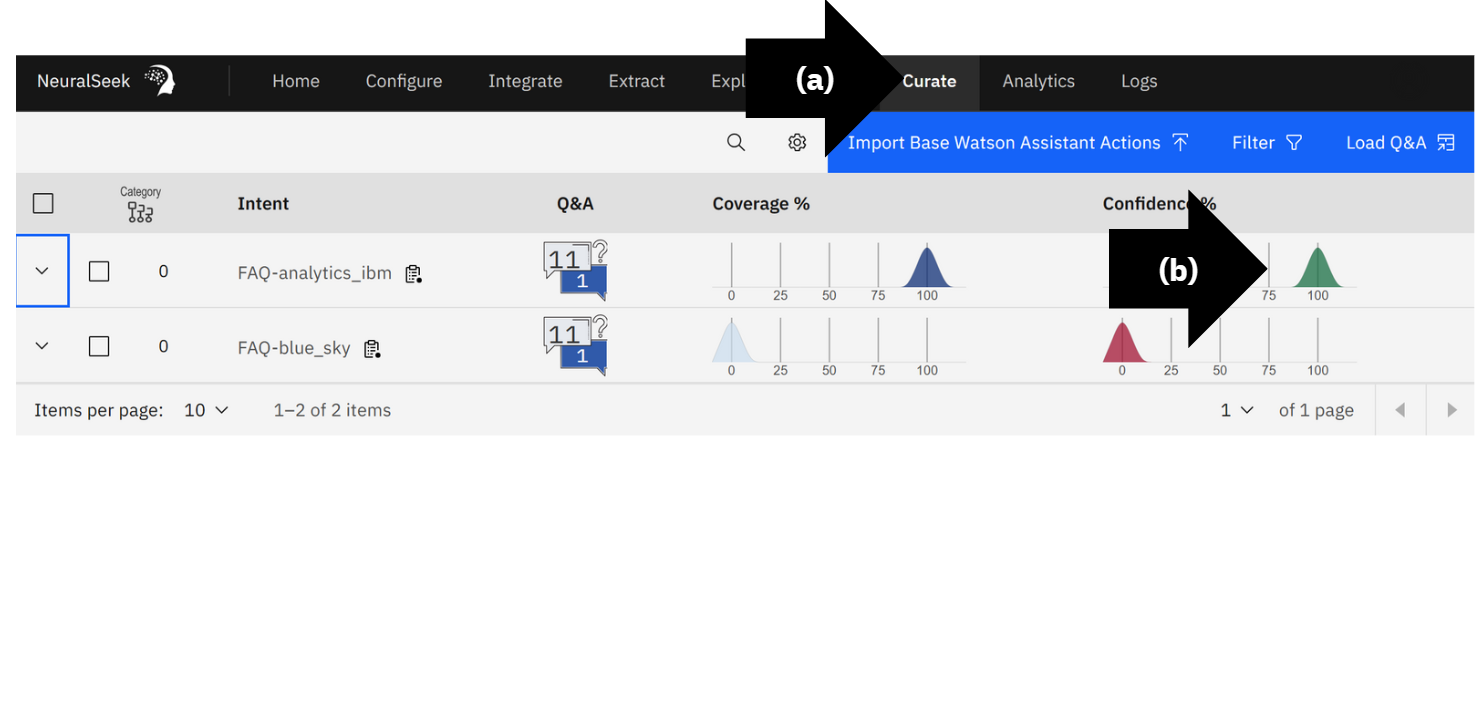 NeuralSeek Home Configure Integrate Extract Expl (a) Curate Analytics Logs
Import Base Watson Assistant Actions Filter Load Q&A
Category Intent Q&A Coverage % Confidence %
0 FAQ-analytics_ibm 11 ? 1 0 25 50 75 100 (b) 75 100
0 FAQ-blue_sky 11 ? 1 0 25 50 75 100 0 25 50 75 100
Items per page: 10 1–2 of 2 items 1 of 1 page